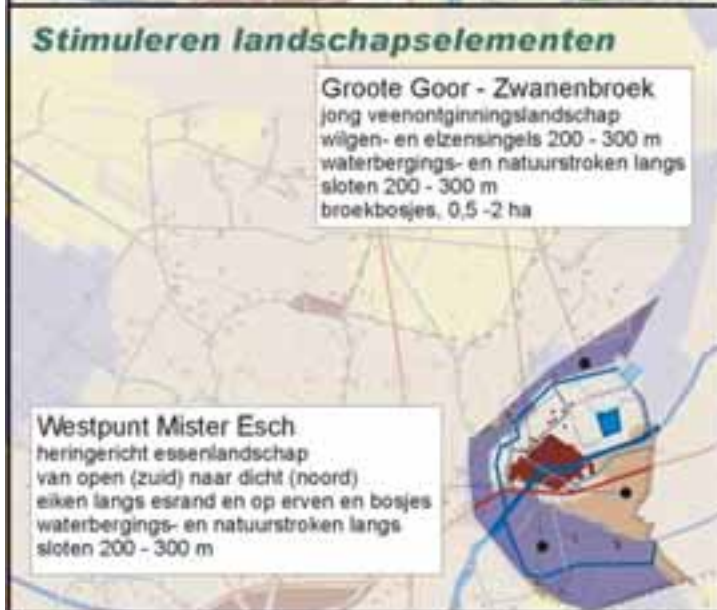 Stimuleren landschapselementen
Groote Goor - Zwanenbroek
jong veenontginningslandschap
wilgen- en elzensingels 200 - 300 m
waterbergings- en natuurstroken langs
sloten 200 - 300 m
broekbosjes, 0,5 -2 ha
Westpunt Mister Esch
heringericht essenlandschap
van open (zuid) naar dicht (noord)
eiken langs esrand en op erven en bosjes
waterbergings- en natuurstroken langs
sloten 200 - 300 m